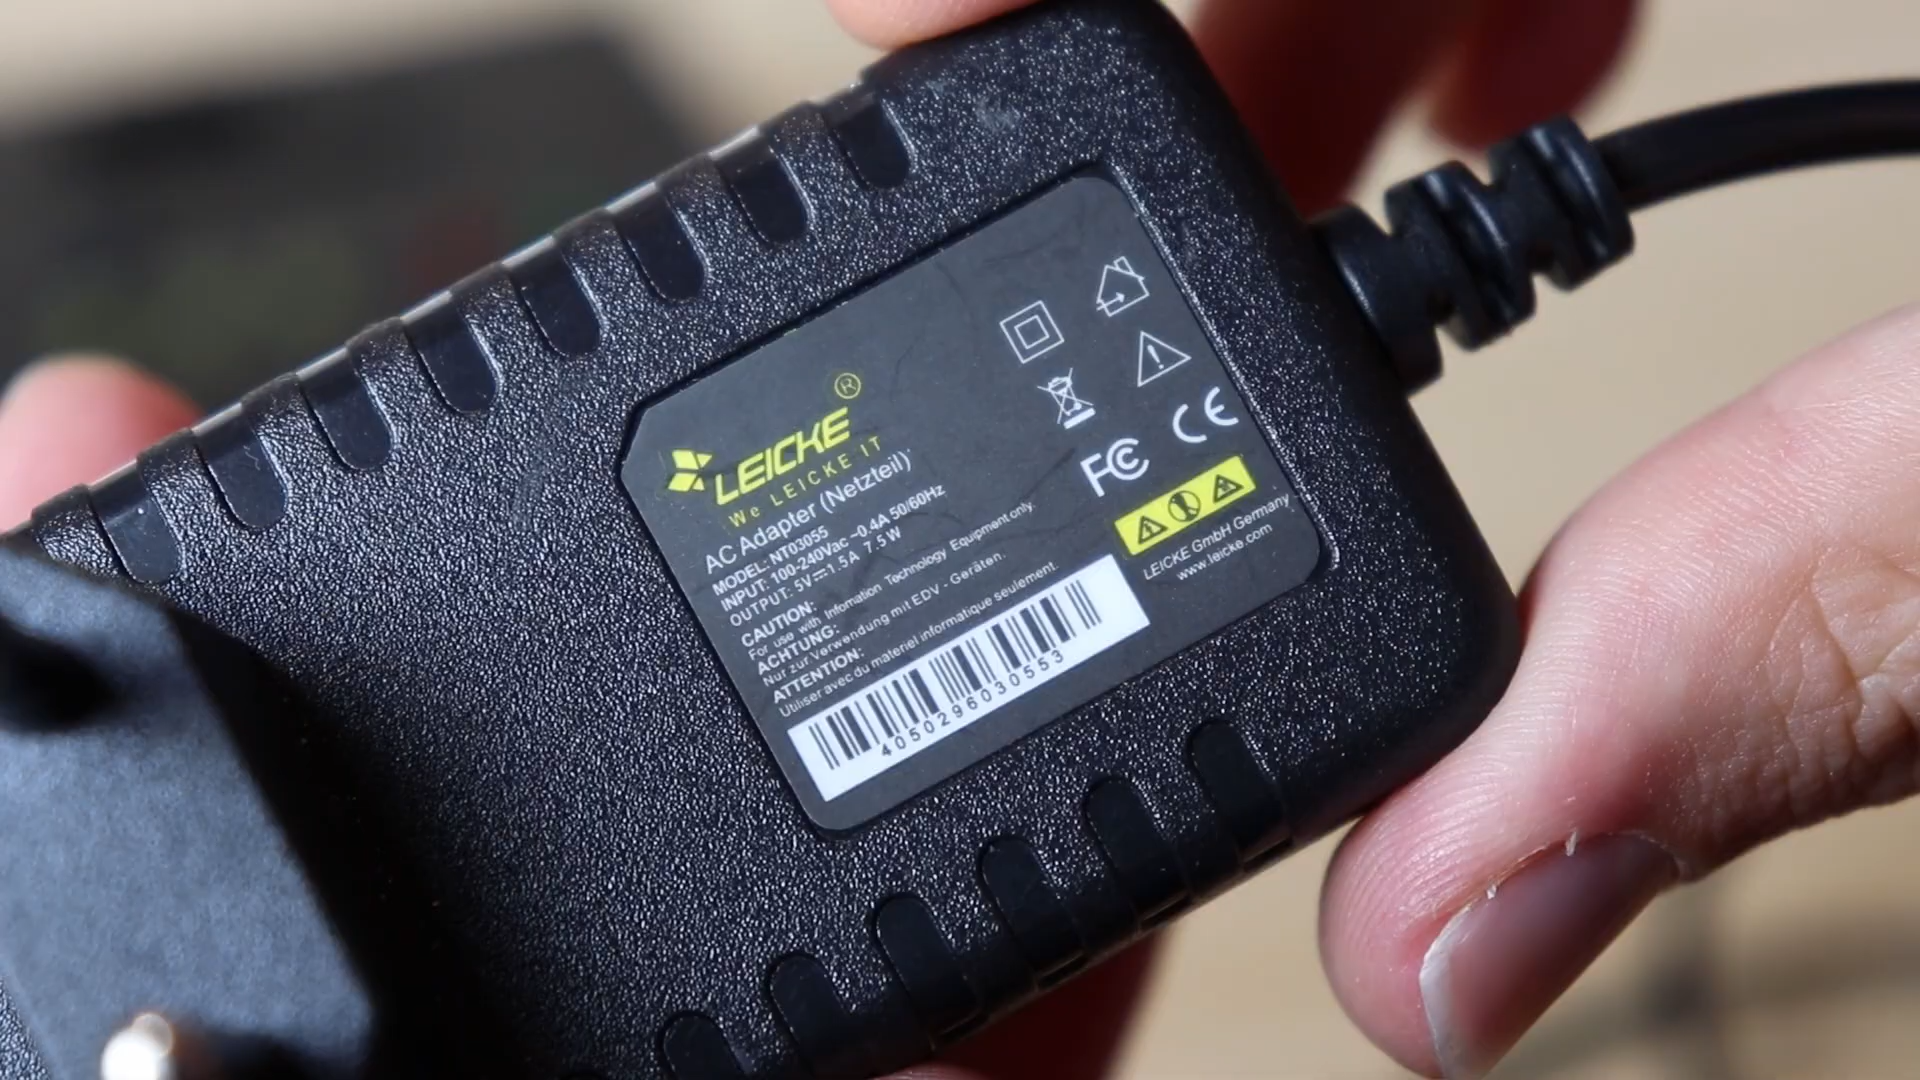 LEICKE®
We LEICKE IT
AC Adapter (Netzteil)
MODEL: NT03055
INPUT: 100-240Vac ~0.4A 50/60Hz
OUTPUT: 5V⎓1.5A 7.5W
CAUTION:
For use with Infomation Technology Equipment only.
ACHTUNG:
Nur zur Verwendung mit EDV - Geräten.
ATTENTION:
Utiliser avec du materiel informatique seulement.
4050296030553
FC CE
LEICKE GmbH Germany
www.leicke.com